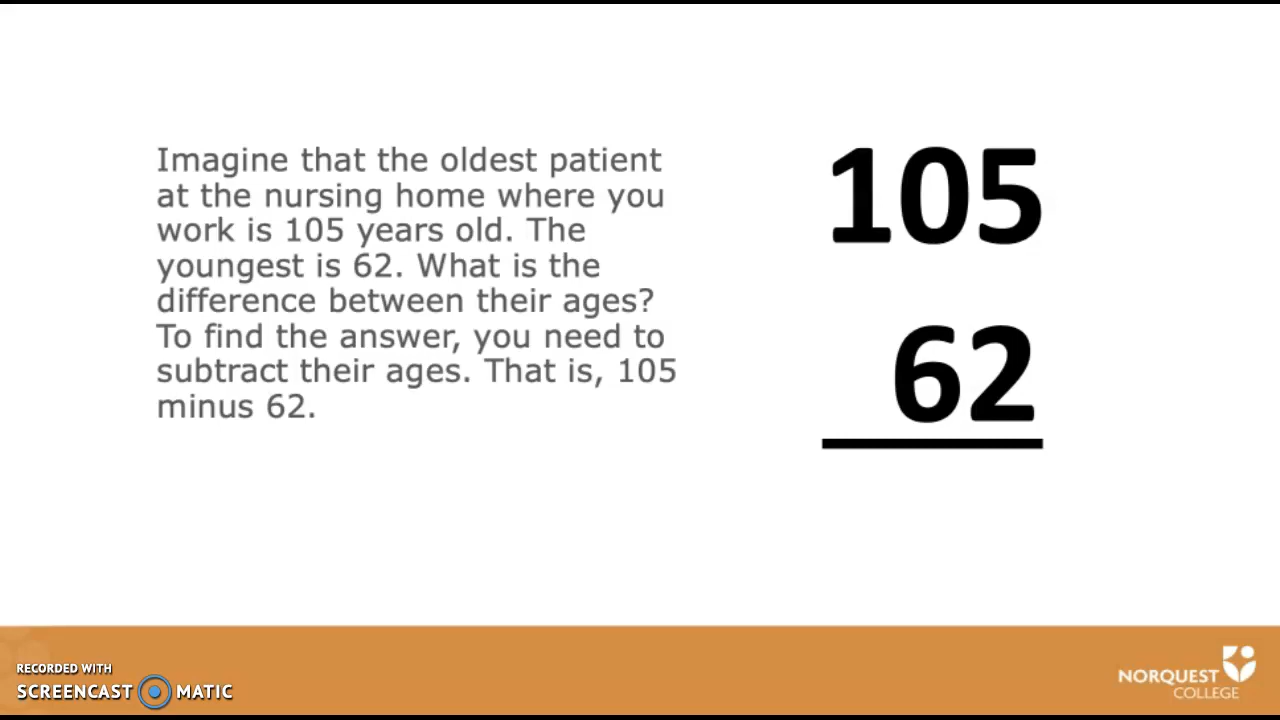 Imagine that the oldest patient
at the nursing home where you
work is 105 years old. The
youngest is 62. What is the
difference between their ages?
To find the answer, you need to
subtract their ages. That is, 105
minus 62.
105
62
RECORDED WITH
SCREENCAST MATIC
NORQUEST
COLLEGE